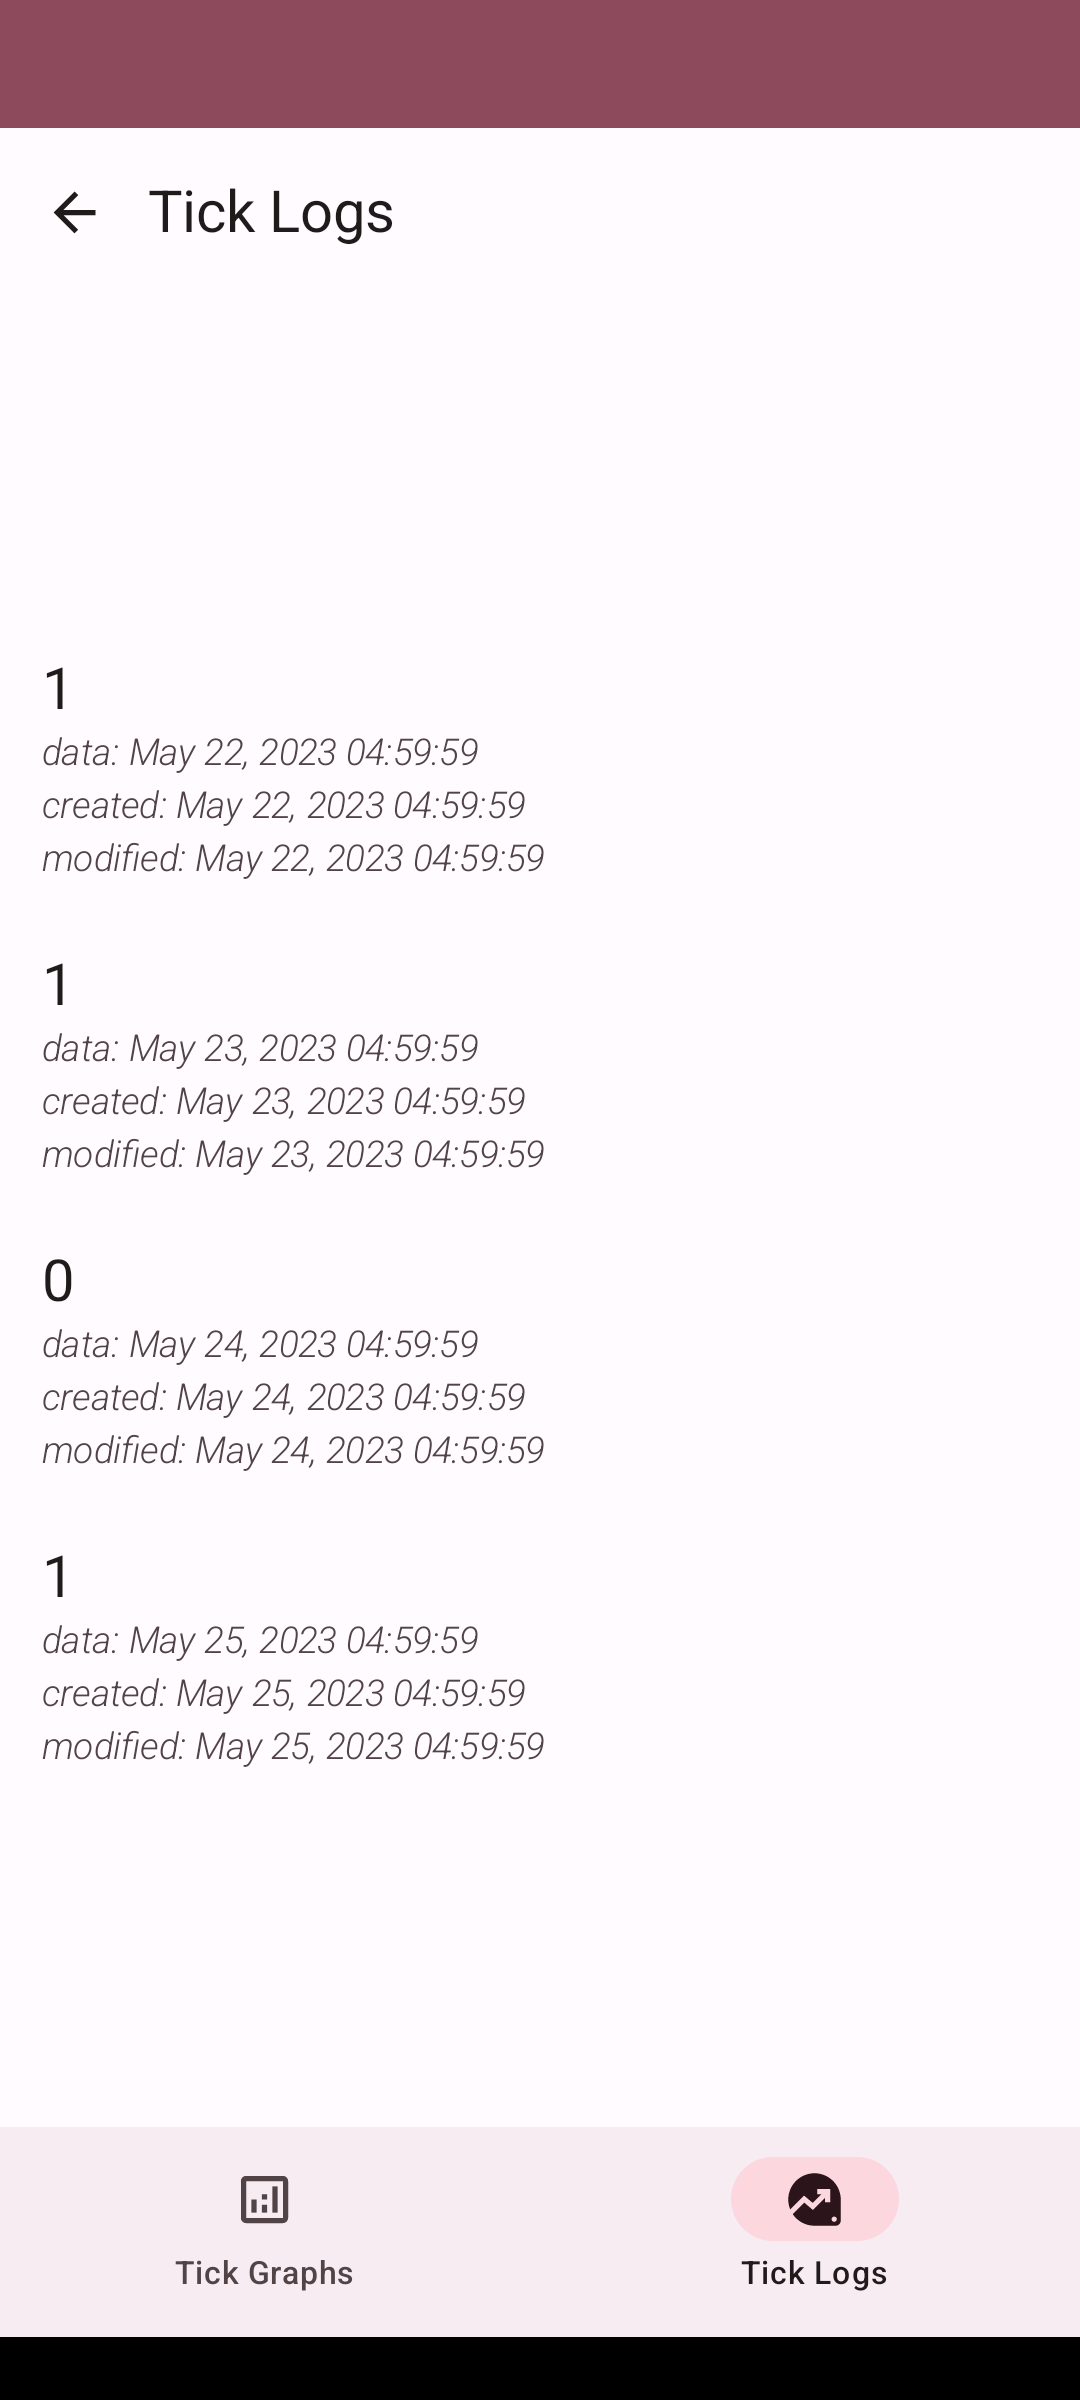 Tick Logs
1
data: May 22, 2023 04:59:59
created: May 22, 2023 04:59:59
modified: May 22, 2023 04:59:59
1
data: May 23, 2023 04:59:59
created: May 23, 2023 04:59:59
modified: May 23, 2023 04:59:59
0
data: May 24, 2023 04:59:59
created: May 24, 2023 04:59:59
modified: May 24, 2023 04:59:59
1
data: May 25, 2023 04:59:59
created: May 25, 2023 04:59:59
modified: May 25, 2023 04:59:59
Tick Graphs
Tick Logs